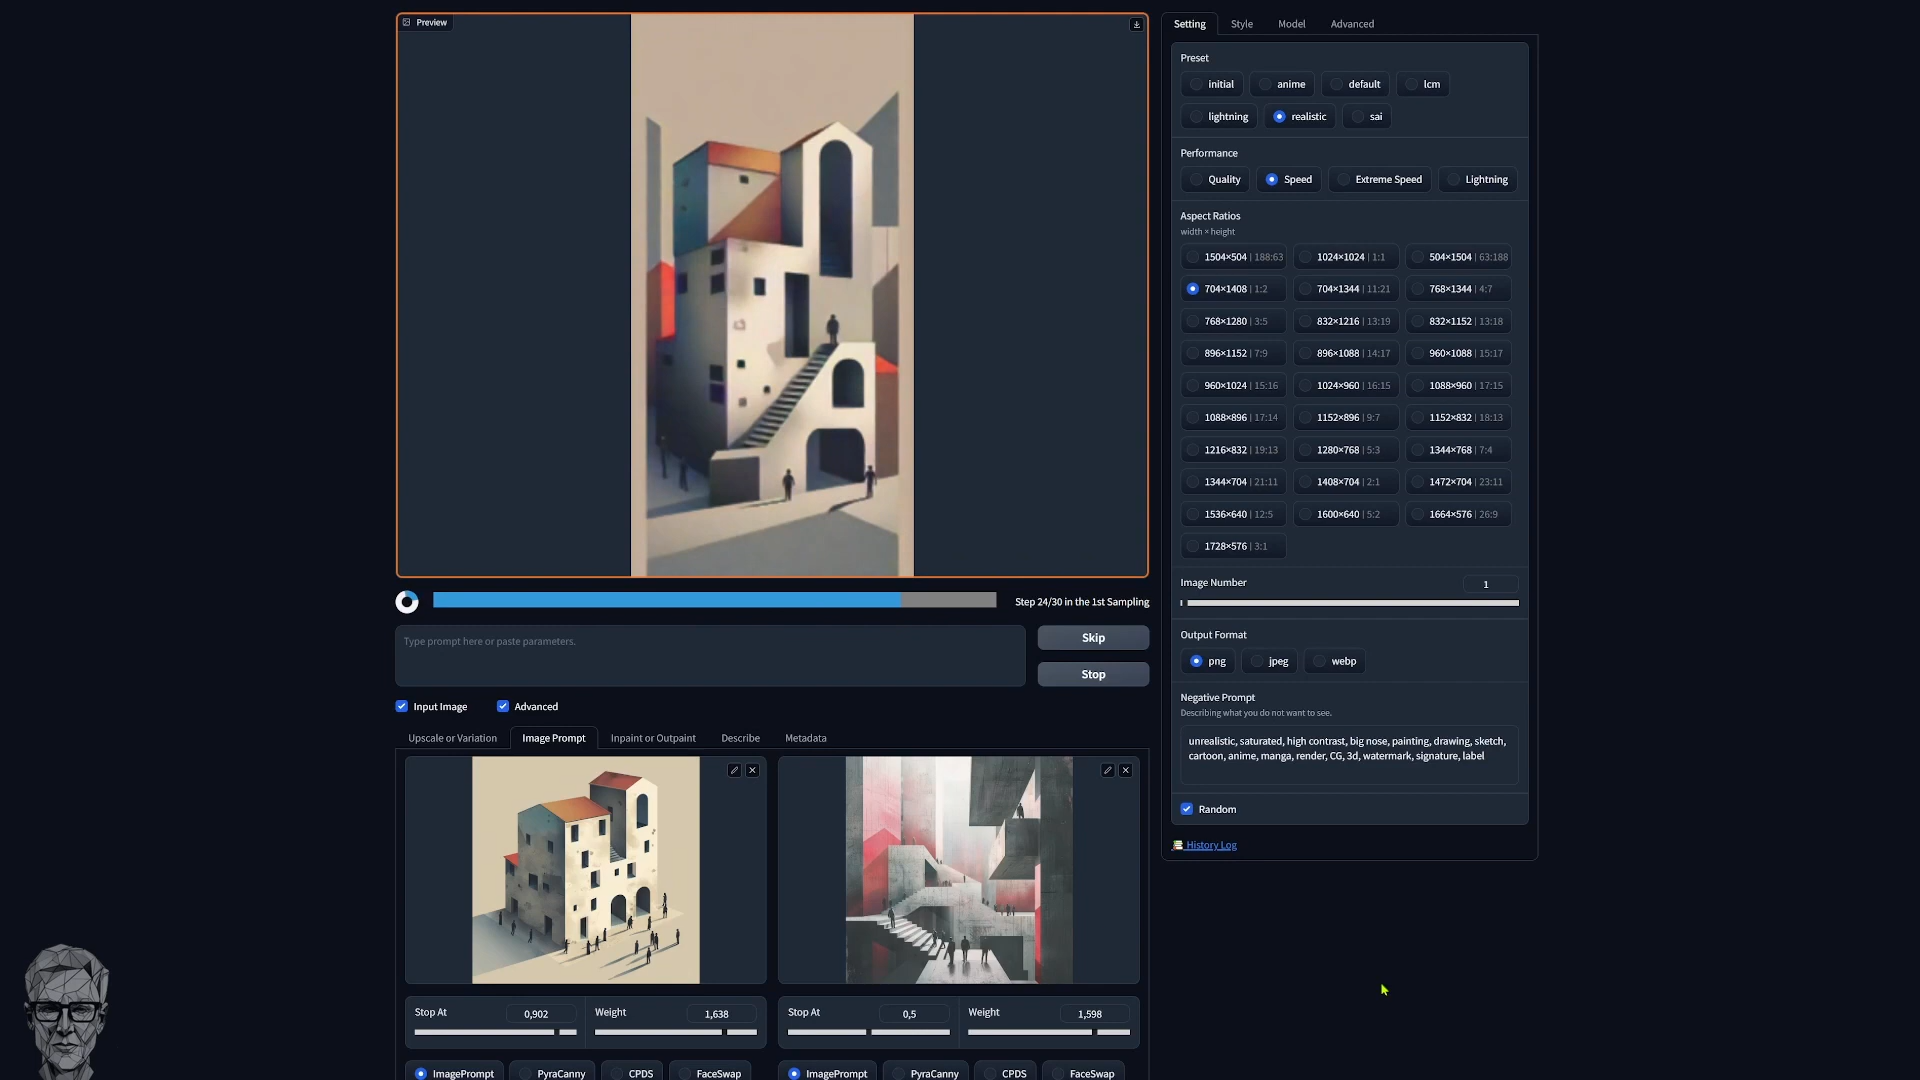 Preview
Setting Style Model Advanced
Preset
initial anime default lcm
lightning realistic sai
Performance
Quality Speed Extreme Speed Lightning
Aspect Ratios
width × height
1504×504 | 188:63 1024×1024 | 1:1 504×1504 | 63:188
704×1408 | 1:2 704×1344 | 11:21 768×1344 | 4:7
768×1280 | 3:5 832×1216 | 13:19 832×1152 | 13:18
896×1152 | 7:9 896×1088 | 14:17 960×1088 | 15:17
960×1024 | 15:16 1024×960 | 16:15 1088×960 | 17:15
1088×896 | 17:14 1152×896 | 9:7 1152×832 | 18:13
1216×832 | 19:13 1280×768 | 5:3 1344×768 | 7:4
1344×704 | 21:11 1408×704 | 2:1 1472×704 | 23:11
1536×640 | 12:5 1600×640 | 5:2 1664×576 | 26:9
1728×576 | 3:1
Image Number 1
Output Format
png jpeg webp
Negative Prompt
Describing what you do not want to see.
unrealistic, saturated, high contrast, big nose, painting, drawing, sketch,
cartoon, anime, manga, render, CG, 3d, watermark, signature, label
Random
History Log
Step 24/30 in the 1st Sampling
Type prompt here or paste parameters.
Skip
Stop
Input Image Advanced
Upscale or Variation Image Prompt Inpaint or Outpaint Describe Metadata
Stop At 0,902 Weight 1,638 Stop At 0,5 Weight 1,598
ImagePrompt PyraCanny CPDS FaceSwap ImagePrompt PyraCanny CPDS FaceSwap